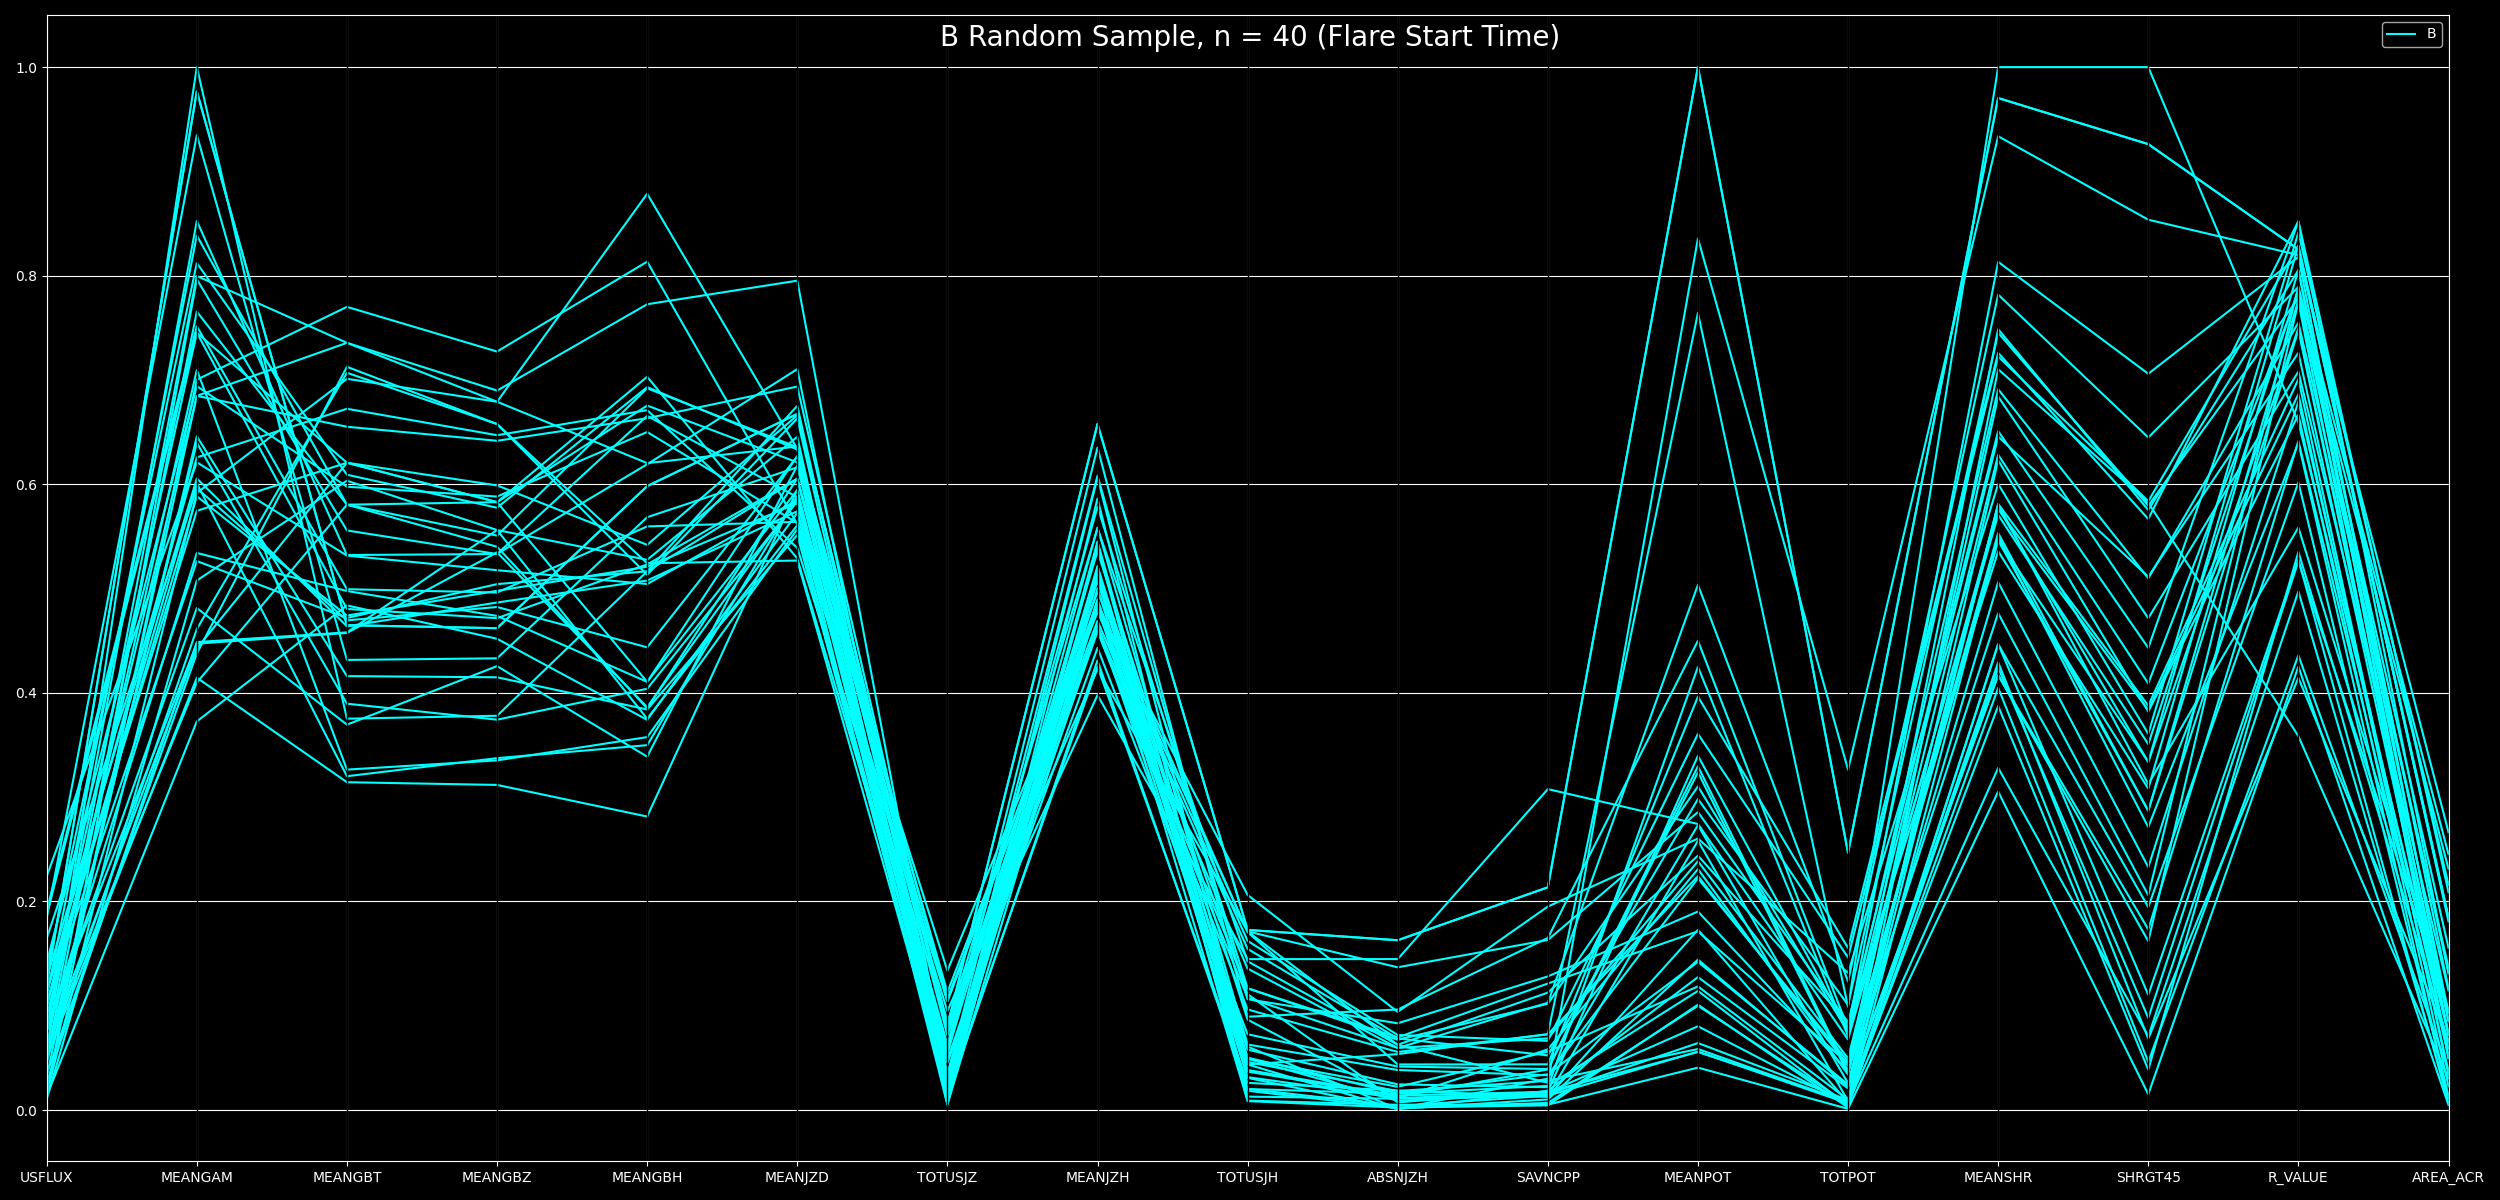 B Random Sample, n = 40 (Flare Start Time)
B
1.0
0.8
0.6
0.4
0.2
0.0
USFLUX MEANGAM MEANGBT MEANGBZ MEANGBH MEANJZD TOTUSJZ MEANJZH TOTUSJH ABSNJZH SAVNCPP MEANPOT TOTPOT MEANSHR SHRGT45 R_VALUE AREA_ACR